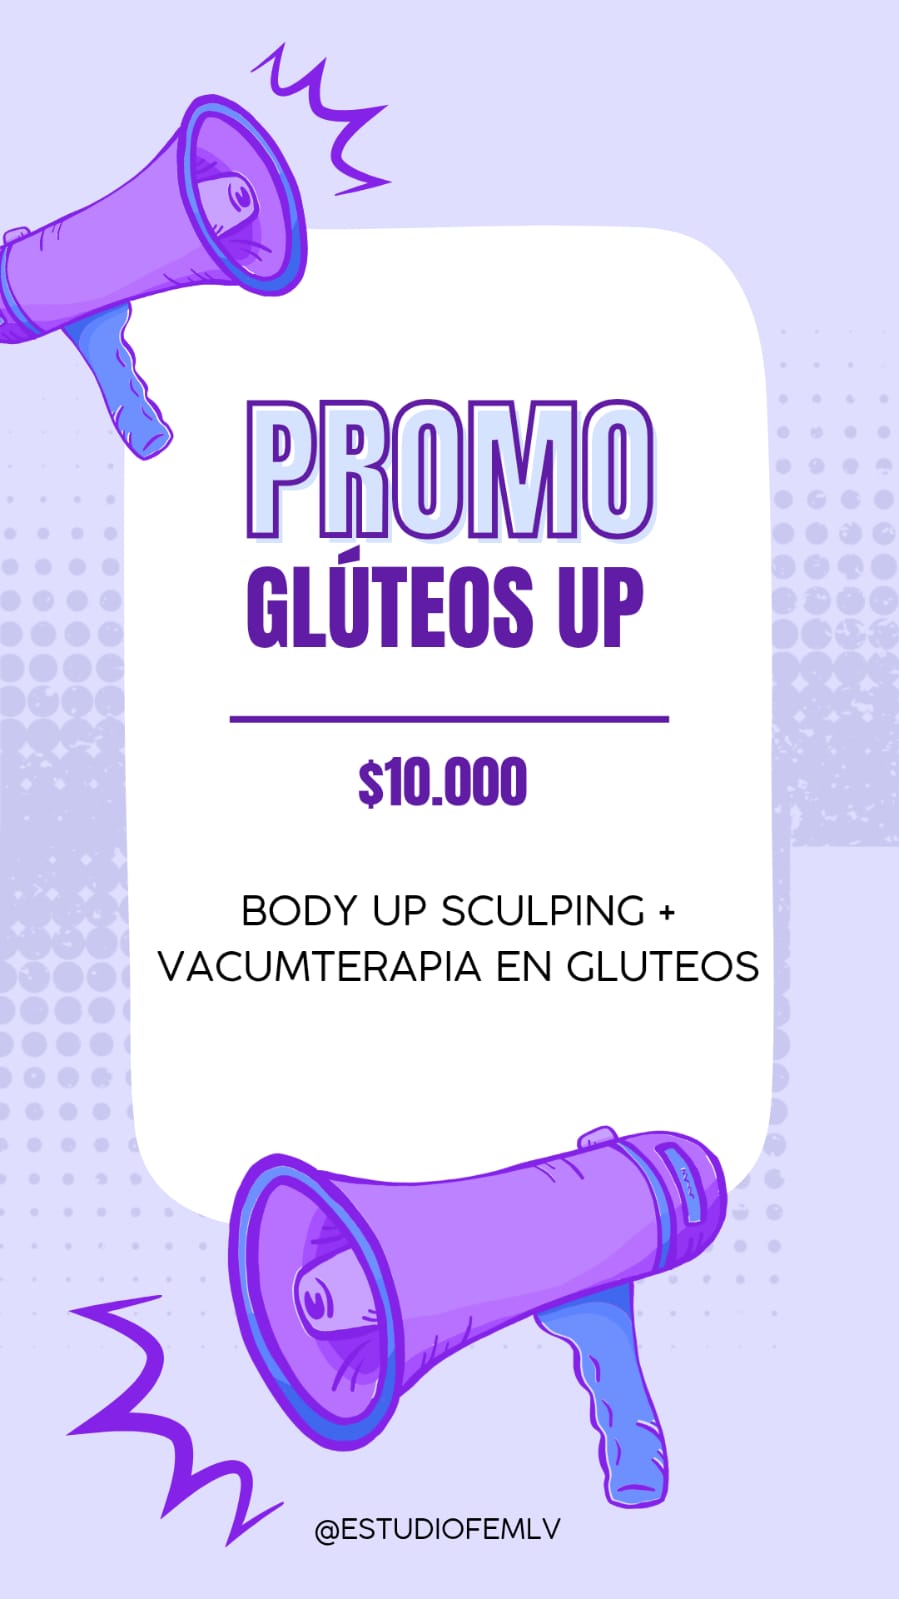 PROMO
GLÚTEOS UP
$10.000
BODY UP SCULPING +
VACUMTERAPIA EN GLUTEOS
@ESTUDIOFEMLV